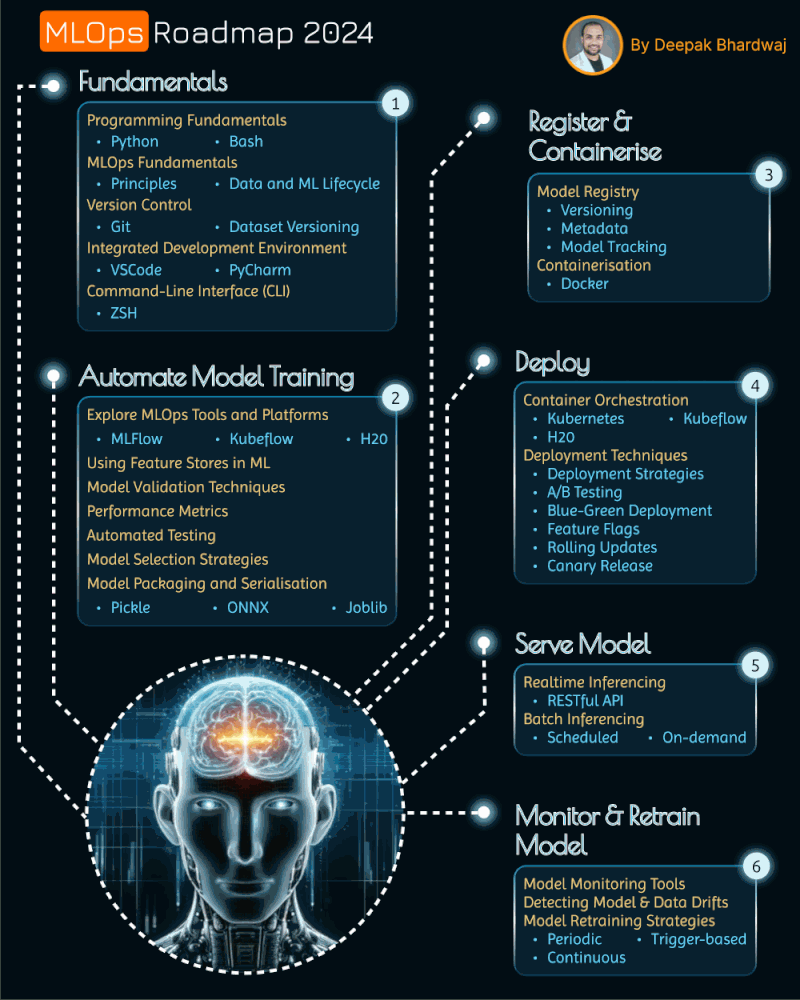 MLOps Roadmap 2024
By Deepak Bhardwaj
Fundamentals
1
Programming Fundamentals
• Python • Bash
MLOps Fundamentals
• Principles • Data and ML Lifecycle
Version Control
• Git • Dataset Versioning
Integrated Development Environment
• VSCode • PyCharm
Command-Line Interface (CLI)
• ZSH
Automate Model Training
2
Explore MLOps Tools and Platforms
• MLFlow • Kubeflow • H20
Using Feature Stores in ML
Model Validation Techniques
Performance Metrics
Automated Testing
Model Selection Strategies
Model Packaging and Serialisation
• Pickle • ONNX • Joblib
Register &
Containerise
3
Model Registry
• Versioning
• Metadata
• Model Tracking
Containerisation
• Docker
Deploy
4
Container Orchestration
• Kubernetes • Kubeflow
• H20
Deployment Techniques
• Deployment Strategies
• A/B Testing
• Blue-Green Deployment
• Feature Flags
• Rolling Updates
• Canary Release
Serve Model
5
Realtime Inferencing
• RESTful API
Batch Inferencing
• Scheduled • On-demand
Monitor & Retrain
Model
6
Model Monitoring Tools
Detecting Model & Data Drifts
Model Retraining Strategies
• Periodic • Trigger-based
• Continuous